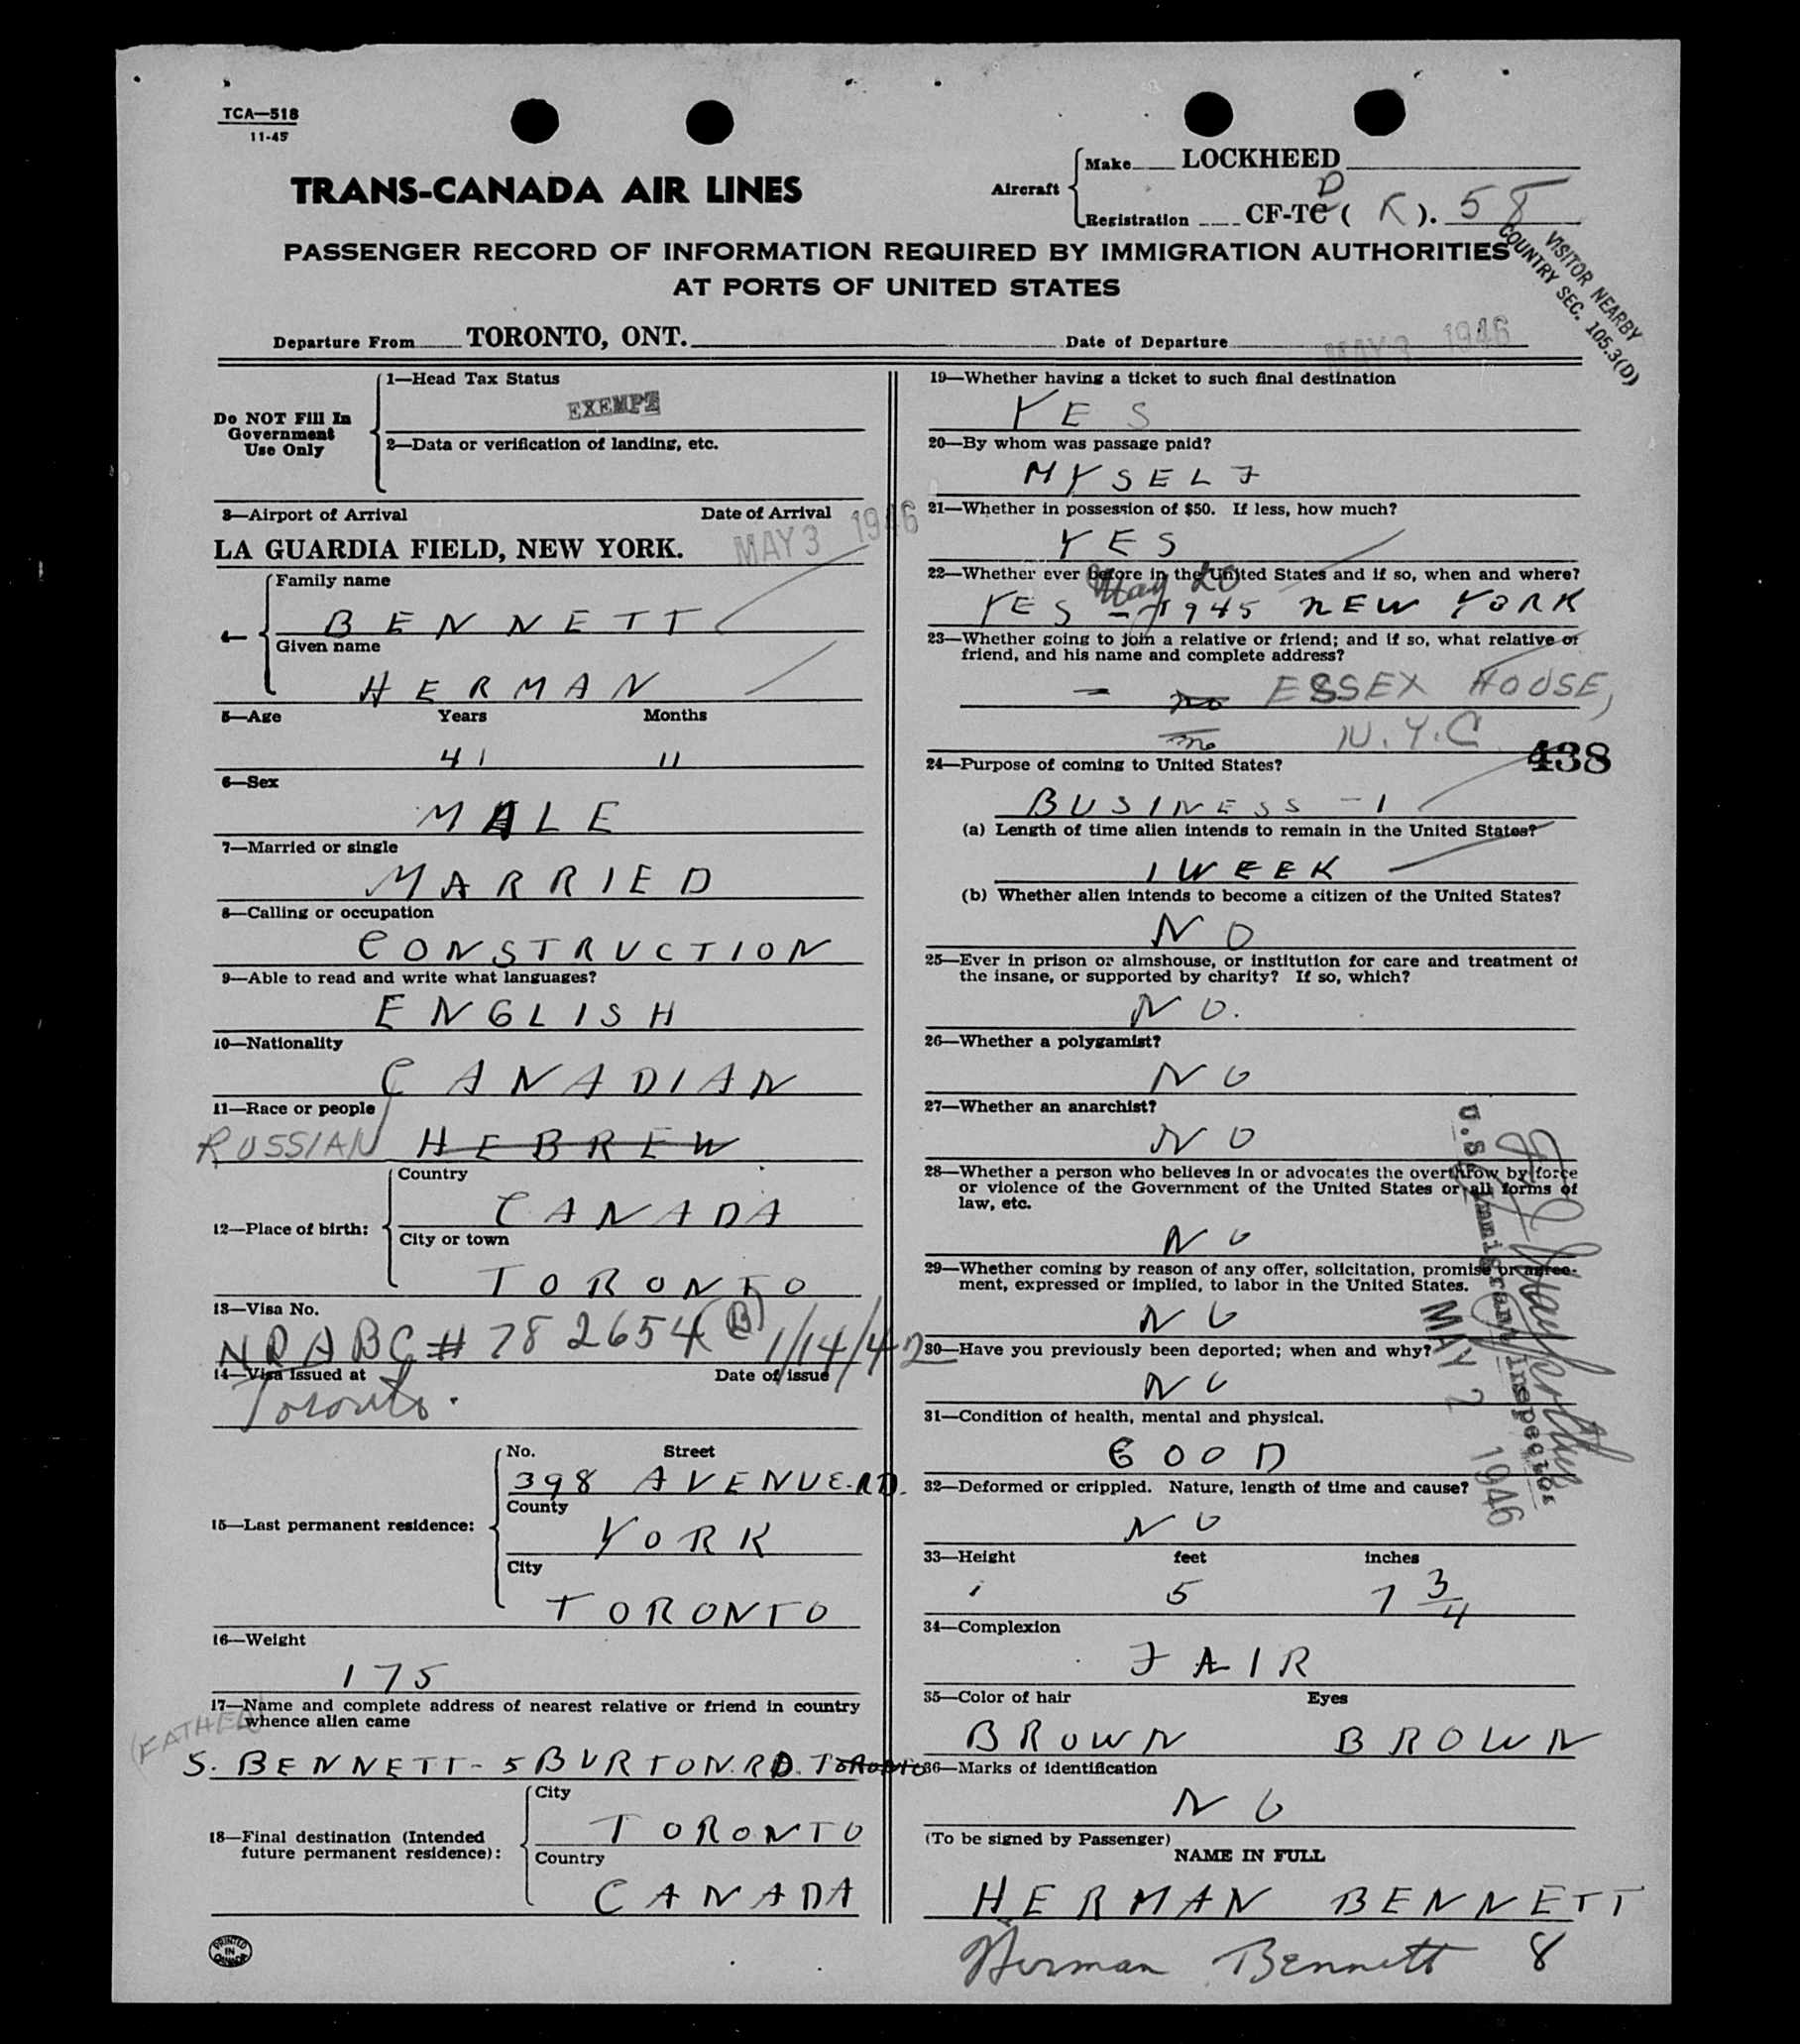 TCA—518
11-45
TRANS-CANADA AIR LINES
Aircraft
Make LOCKHEED
Registration CF-TC D ( K ). 58
PASSENGER RECORD OF INFORMATION REQUIRED BY IMMIGRATION AUTHORITIES
AT PORTS OF UNITED STATES
VISITOR NEARBY
COUNTRY SEC. 105.3(D)
Departure From TORONTO, ONT. Date of Departure MAY 3 1946
Do NOT Fill In
Government
Use Only
1—Head Tax Status
EXEMPT
2—Data or verification of landing, etc.
3—Airport of Arrival Date of Arrival
LA GUARDIA FIELD, NEW YORK. MAY 3 1946
4—
Family name
BENNETT
Given name
HERMAN
5—Age Years Months
41 11
6—Sex
MALE
7—Married or single
MARRIED
8—Calling or occupation
CONSTRUCTION
9—Able to read and write what languages?
ENGLISH
10—Nationality
CANADIAN
11—Race or people
RUSSIAN HEBREW
12—Place of birth:
Country
CANADA
City or town
TORONTO
13—Visa No.
NRABC # 782654 (B) 1/14/42
14—Visa issued at Date of issue
Toronto.
15—Last permanent residence:
No. Street
398 AVENUE.RD.
County
YORK
City
TORONTO
16—Weight
175
17—Name and complete address of nearest relative or friend in country
whence alien came
(FATHER)
S. BENNETT - 5 BURTON.RD. TORONTO
18—Final destination (Intended
future permanent residence):
City
TORONTO
Country
CANADA
PRINTED
IN
CANADA
19—Whether having a ticket to such final destination
YES
20—By whom was passage paid?
MYSELF
21—Whether in possession of $50. If less, how much?
YES
22—Whether ever before in the United States and if so, when and where?
May 20
YES - 1945 NEW YORK
23—Whether going to join a relative or friend; and if so, what relative or
friend, and his name and complete address?
- no ESSEX HOUSE,
no N.Y.C
438
24—Purpose of coming to United States?
BUSINESS - 1
(a) Length of time alien intends to remain in the United States?
1 WEEK
(b) Whether alien intends to become a citizen of the United States?
NO
25—Ever in prison or almshouse, or institution for care and treatment of
the insane, or supported by charity? If so, which?
NO.
26—Whether a polygamist?
NO
27—Whether an anarchist?
NO
28—Whether a person who believes in or advocates the overthrow by force
or violence of the Government of the United States or all forms of
law, etc.
NO
29—Whether coming by reason of any offer, solicitation, promise or agree-
ment, expressed or implied, to labor in the United States.
NO
30—Have you previously been deported; when and why?
NO
U.S. Immigrant Inspector
MAY 2 1946
31—Condition of health, mental and physical.
GOOD
32—Deformed or crippled. Nature, length of time and cause?
NO
33—Height feet inches
5 7 3/4
34—Complexion
FAIR
35—Color of hair Eyes
BROWN BROWN
36—Marks of identification
NO
(To be signed by Passenger)
NAME IN FULL
HERMAN BENNETT
Herman Bennett 8